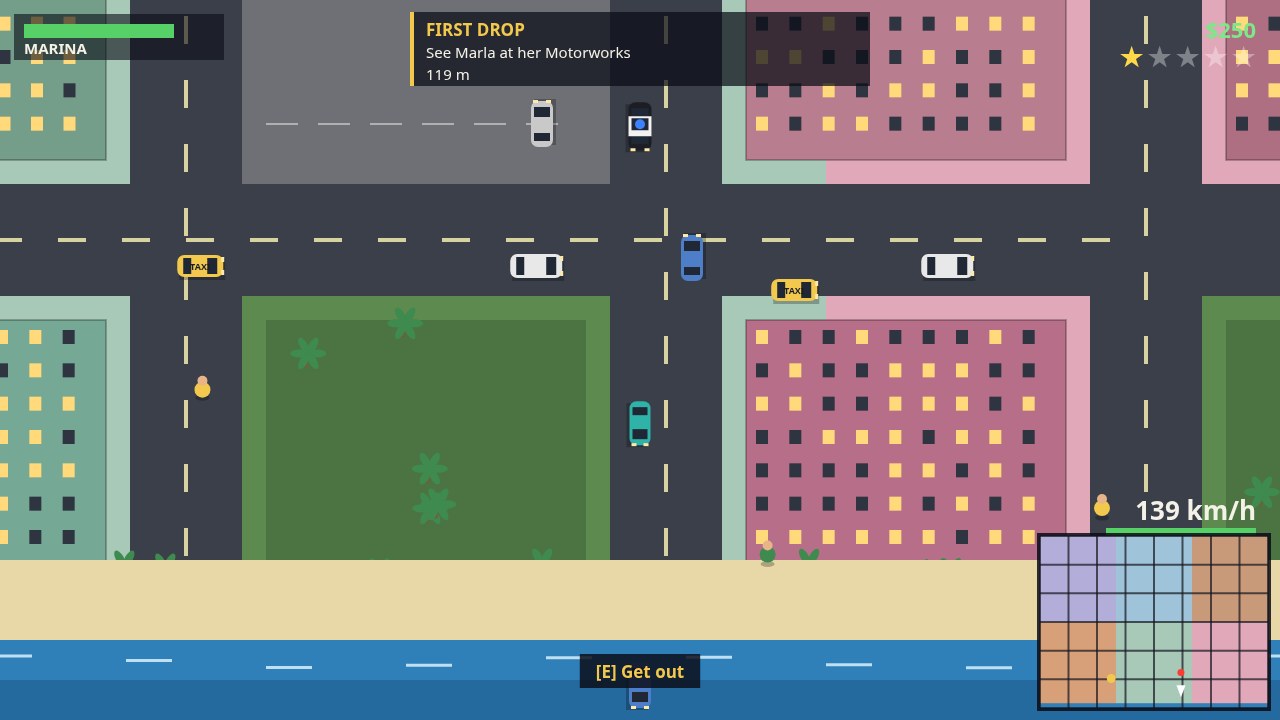 MARINA
FIRST DROP
See Marla at her Motorworks
119 m
$250
TAXI
TAXI
139 km/h
[E] Get out